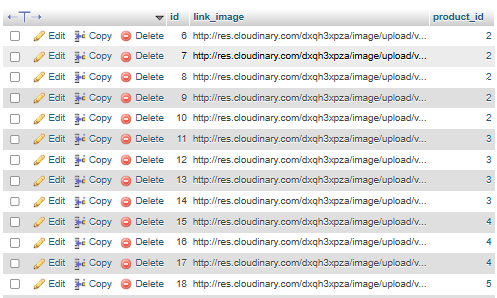 ←T→ id link_image product_id
Edit Copy Delete 6 http://res.cloudinary.com/dxqh3xpza/image/upload/v... 2
Edit Copy Delete 7 http://res.cloudinary.com/dxqh3xpza/image/upload/v... 2
Edit Copy Delete 8 http://res.cloudinary.com/dxqh3xpza/image/upload/v... 2
Edit Copy Delete 9 http://res.cloudinary.com/dxqh3xpza/image/upload/v... 2
Edit Copy Delete 10 http://res.cloudinary.com/dxqh3xpza/image/upload/v... 2
Edit Copy Delete 11 http://res.cloudinary.com/dxqh3xpza/image/upload/v... 3
Edit Copy Delete 12 http://res.cloudinary.com/dxqh3xpza/image/upload/v... 3
Edit Copy Delete 13 http://res.cloudinary.com/dxqh3xpza/image/upload/v... 3
Edit Copy Delete 14 http://res.cloudinary.com/dxqh3xpza/image/upload/v... 3
Edit Copy Delete 15 http://res.cloudinary.com/dxqh3xpza/image/upload/v... 4
Edit Copy Delete 16 http://res.cloudinary.com/dxqh3xpza/image/upload/v... 4
Edit Copy Delete 17 http://res.cloudinary.com/dxqh3xpza/image/upload/v... 4
Edit Copy Delete 18 http://res.cloudinary.com/dxqh3xpza/image/upload/v... 5